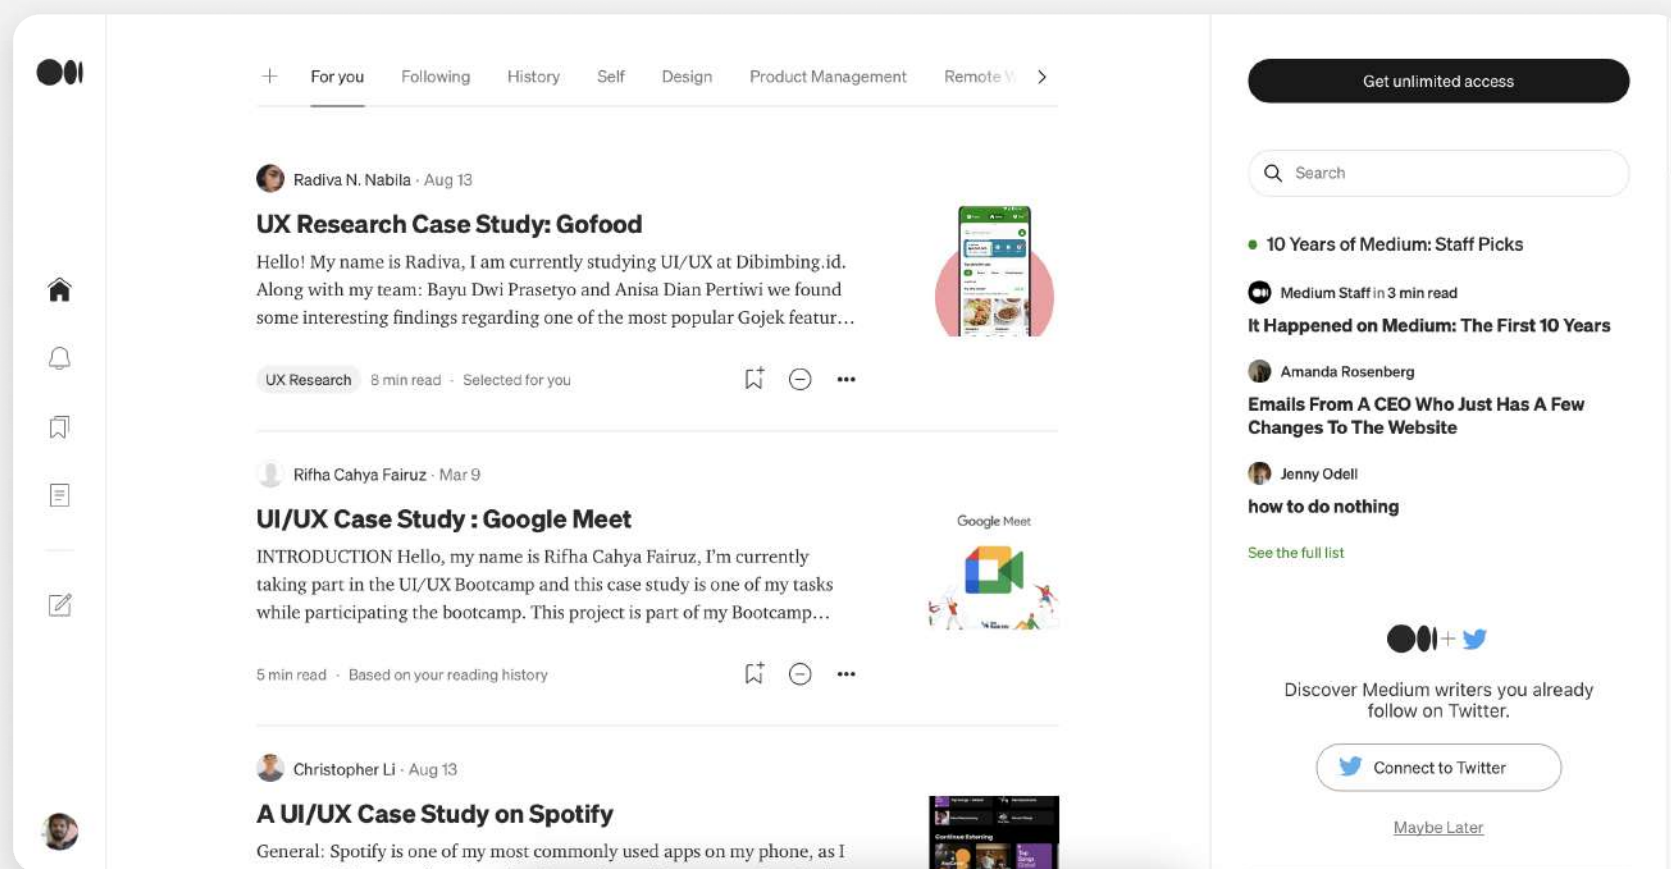 For you
Following
History
Self
Design
Product Management
Remote
Radiva N. Nabila · Aug 13
UX Research Case Study: Gofood
Hello! My name is Radiva, I am currently studying UI/UX at Dibimbing.id.
Along with my team: Bayu Dwi Prasetyo and Anisa Dian Pertiwi we found
some interesting findings regarding one of the most popular Gojek featur...
UX Research
8 min read · Selected for you
Rifha Cahya Fairuz · Mar 9
UI/UX Case Study : Google Meet
INTRODUCTION Hello, my name is Rifha Cahya Fairuz, I'm currently
taking part in the UI/UX Bootcamp and this case study is one of my tasks
while participating the bootcamp. This project is part of my Bootcamp...
Google Meet
5 min read · Based on your reading history
Christopher Li · Aug 13
A UI/UX Case Study on Spotify
General: Spotify is one of my most commonly used apps on my phone, as I
Continue Listening
Get unlimited access
Search
10 Years of Medium: Staff Picks
Medium Staff in 3 min read
It Happened on Medium: The First 10 Years
Amanda Rosenberg
Emails From A CEO Who Just Has A Few
Changes To The Website
Jenny Odell
how to do nothing
See the full list
Discover Medium writers you already
follow on Twitter.
Connect to Twitter
Maybe Later